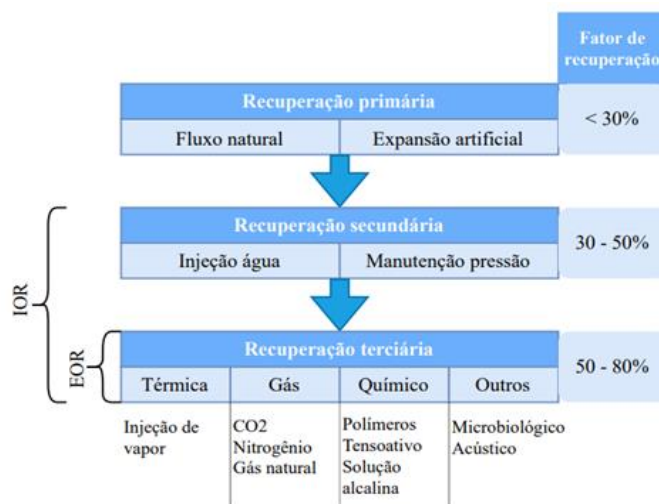 Fator de
recuperação
Recuperação primária
< 30%
Fluxo natural
Expansão artificial
Recuperação secundária
30 - 50%
Injeção água
Manutenção pressão
IOR
Recuperação terciária
50 - 80%
EOR
Térmica
Gás
Químico
Outros
Injeção de
vapor
CO2
Nitrogênio
Gás natural
Polímeros
Tensoativo
Solução
alcalina
Microbiológico
Acústico